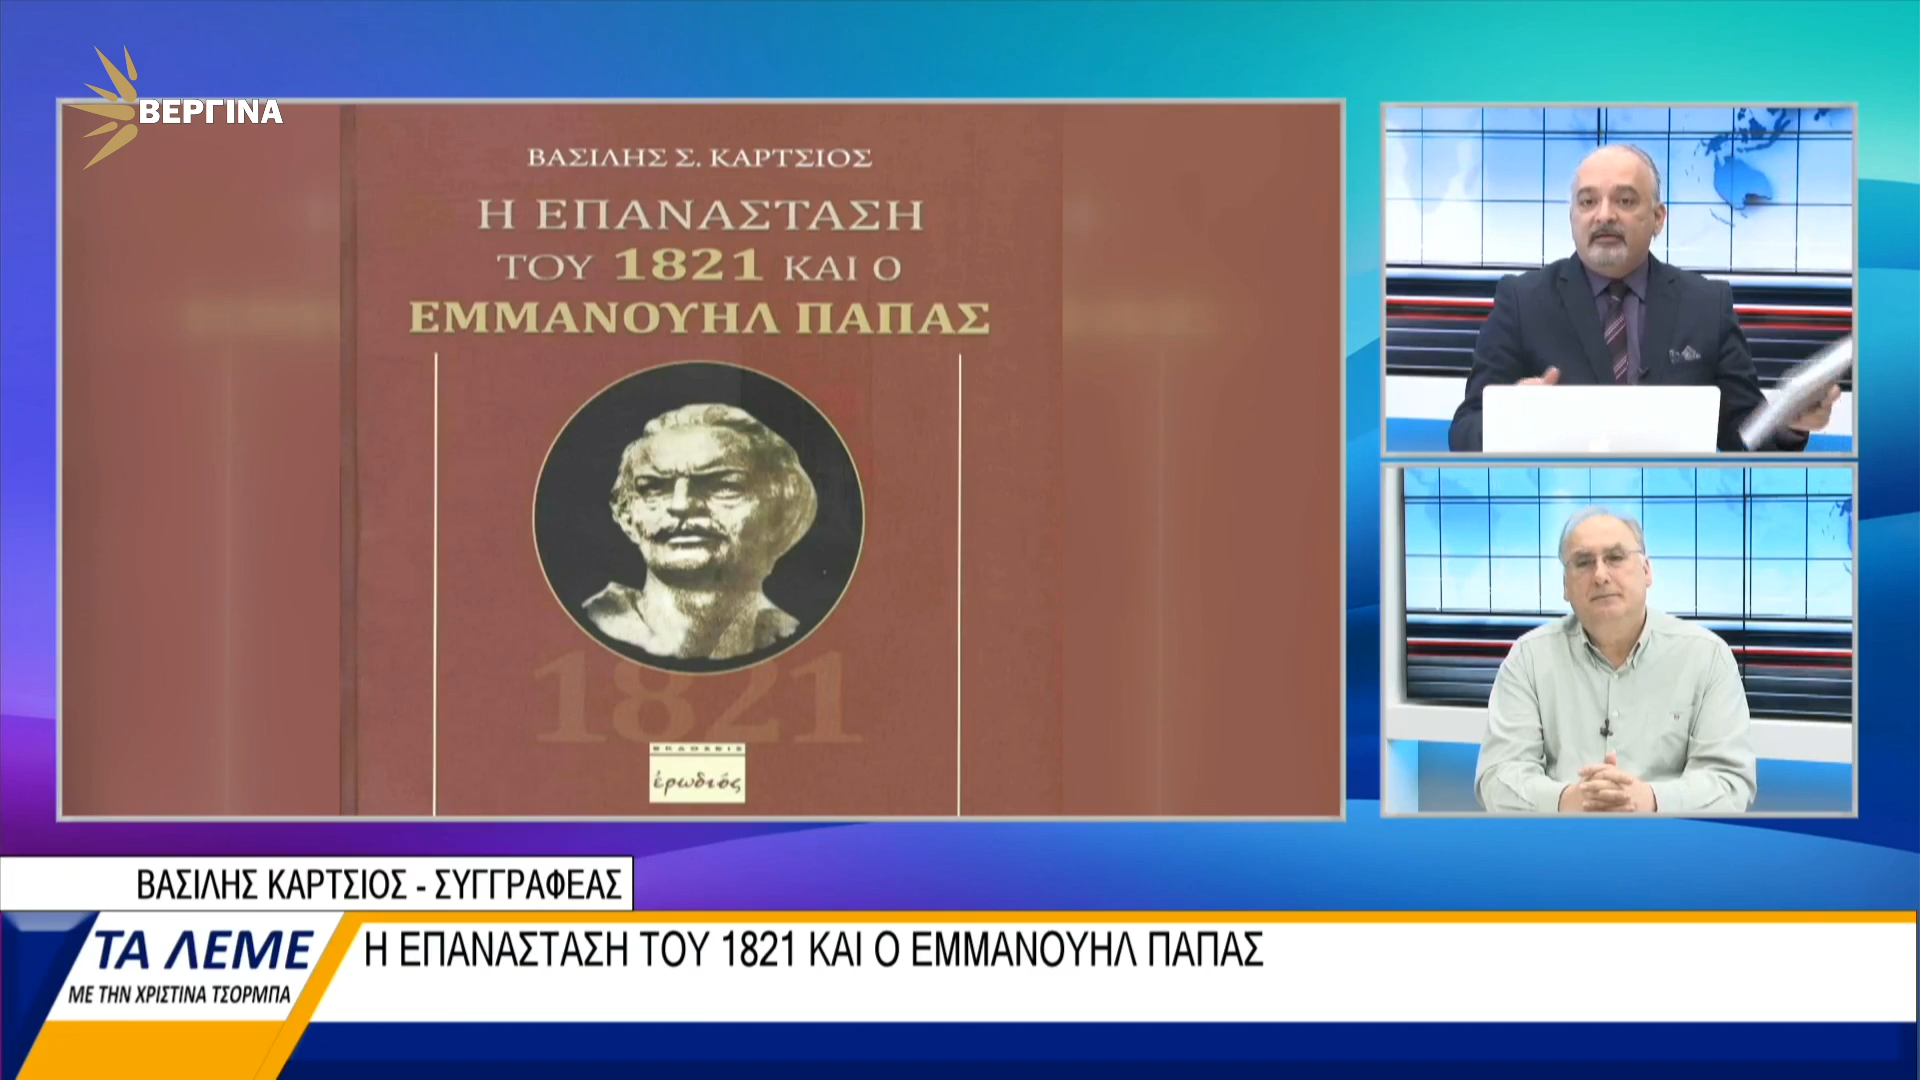 ΒΕΡΓΙΝΑ
ΒΑΣΙΛΗΣ Σ. ΚΑΡΤΣΙΟΣ
Η ΕΠΑΝΑΣΤΑΣΗ
ΤΟΥ 1821 ΚΑΙ Ο
ΕΜΜΑΝΟΥΗΛ ΠΑΠΑΣ
1821
ΕΚΔΟΣΕΙΣ
ἐρωδιός
ΒΑΣΙΛΗΣ ΚΑΡΤΣΙΟΣ - ΣΥΓΓΡΑΦΕΑΣ
ΤΑ ΛΕΜΕ
ΜΕ ΤΗΝ ΧΡΙΣΤΙΝΑ ΤΣΟΡΜΠΑ
Η ΕΠΑΝΑΣΤΑΣΗ ΤΟΥ 1821 ΚΑΙ Ο ΕΜΜΑΝΟΥΗΛ ΠΑΠΑΣ